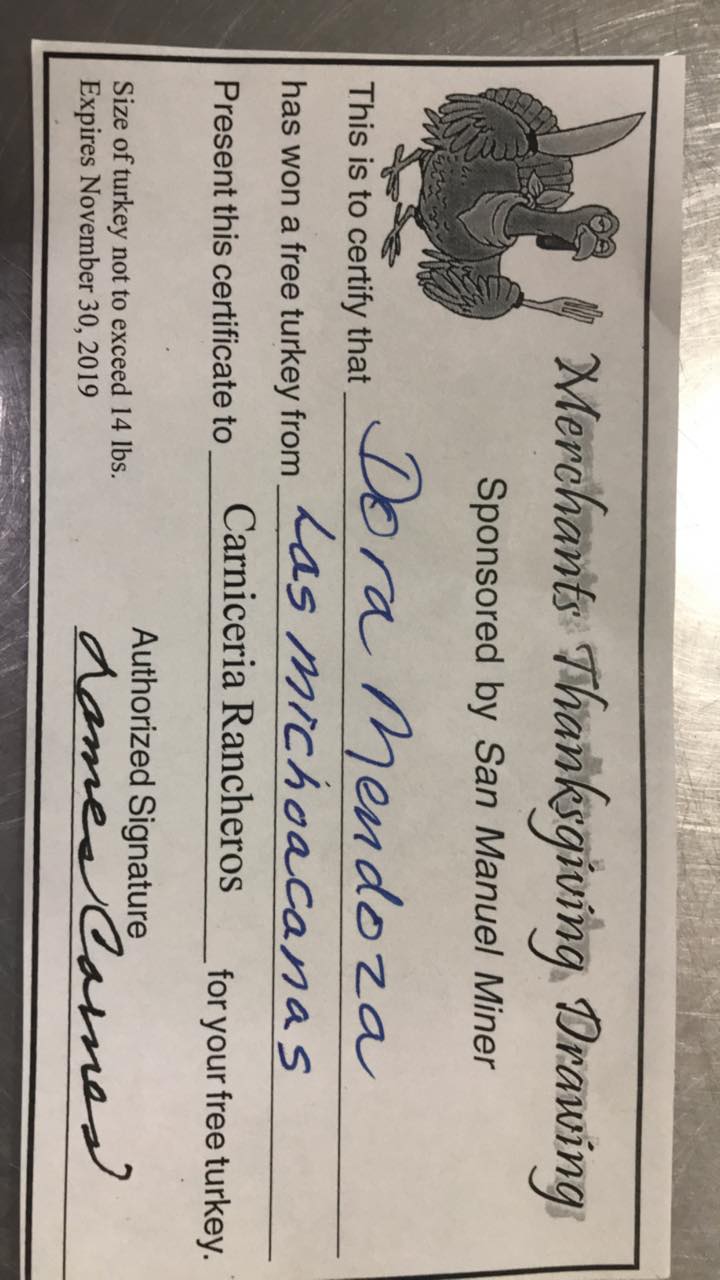 Merchants Thanksgiving Drawing
Sponsored by San Manuel Miner
This is to certify that Dora Mendoza
has won a free turkey from Las Michoacanas
Present this certificate to Carniceria Rancheros for your free turkey.
Size of turkey not to exceed 14 lbs.
Expires November 30, 2019
Authorized Signature
James Carnes